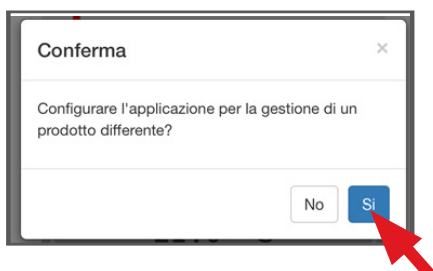 Conferma ×
Configurare l'applicazione per la gestione di un
prodotto differente?
No Si